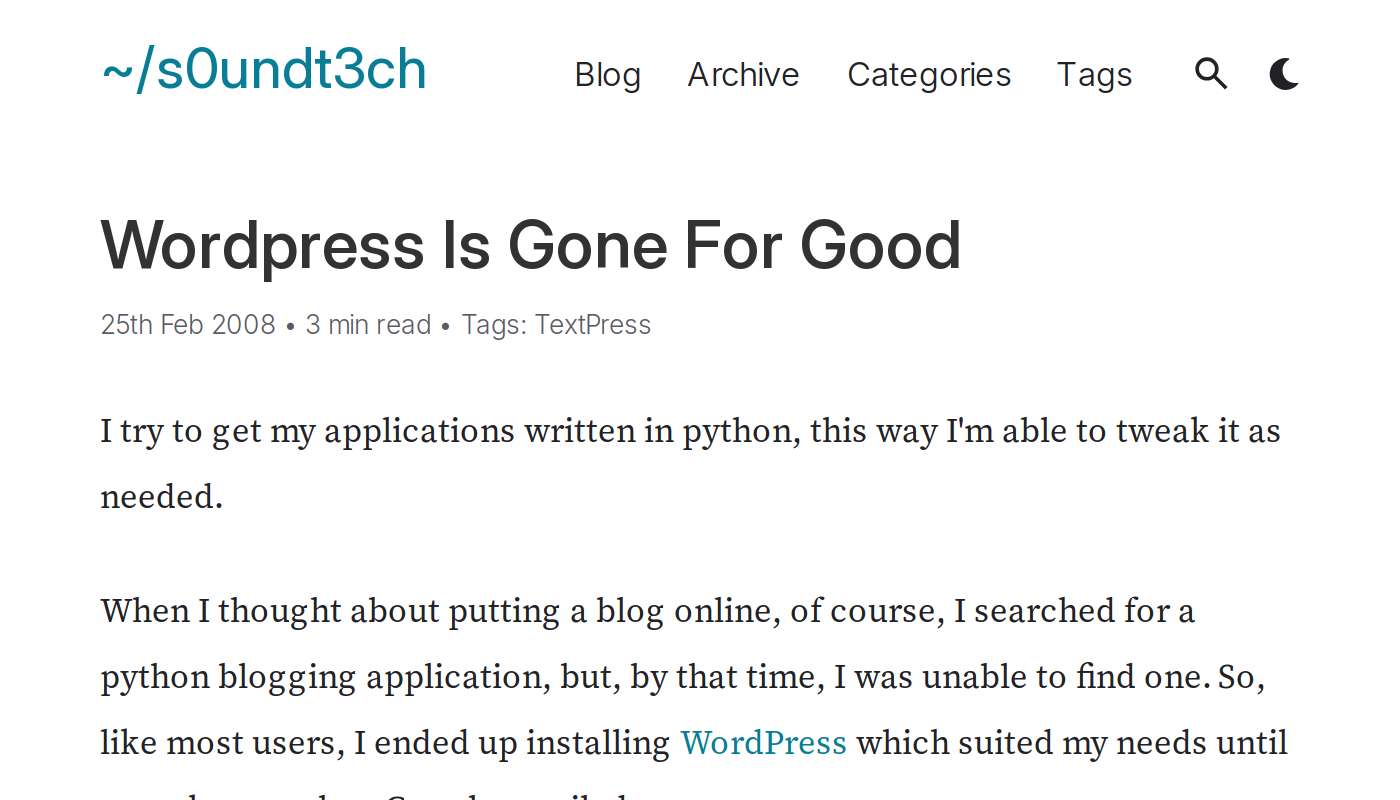 ~/s0undt3ch
Blog Archive Categories Tags
Wordpress Is Gone For Good
25th Feb 2008 • 3 min read • Tags: TextPress
I try to get my applications written in python, this way I'm able to tweak it as
needed.
When I thought about putting a blog online, of course, I searched for a
python blogging application, but, by that time, I was unable to find one. So,
like most users, I ended up installing WordPress which suited my needs until